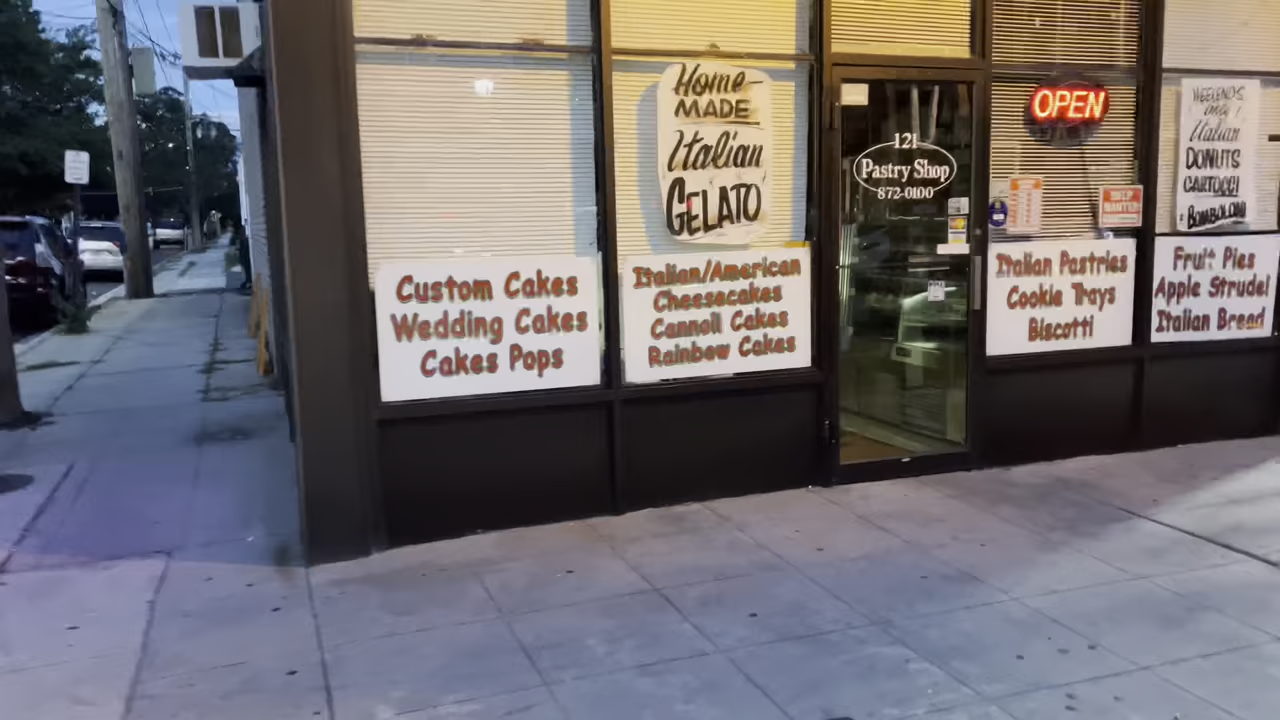 Home-
MADE
Italian
GELATO
Custom Cakes
Wedding Cakes
Cakes Pops
Italian/American
Cheesecakes
Cannoli Cakes
Rainbow Cakes
121
Pastry Shop
872-0100
OPEN
HELP
WANTED
Italian Pastries
Cookie Trays
Biscotti
WEEKENDS
ONLY!
Italian
DONUTS
CARTOCCI
BOMBOLONI
Fruit Pies
Apple Strudel
Italian Bread